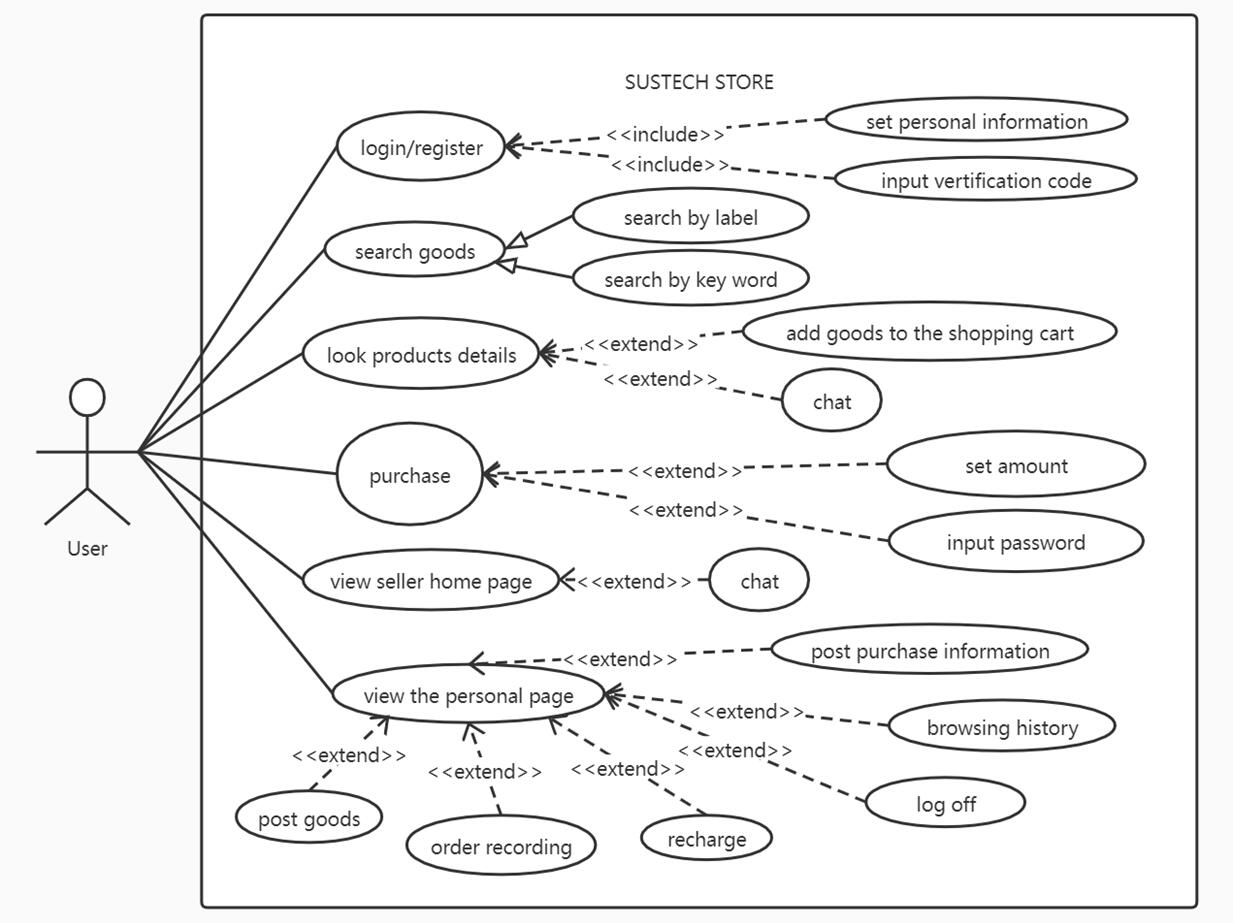 SUSTECH STORE
set personal information
<<include>>
login/register
<<include>>
input vertification code
search by label
search goods
search by key word
add goods to the shopping cart
<<extend>>
look products details
<<extend>>
chat
set amount
<<extend>>
purchase
<<extend>>
input password
User
view seller home page
<<extend>>
chat
post purchase information
<<extend>>
view the personal page
<<extend>>
browsing history
<<extend>>
<<extend>>
<<extend>>
<<extend>>
log off
post goods
order recording
recharge